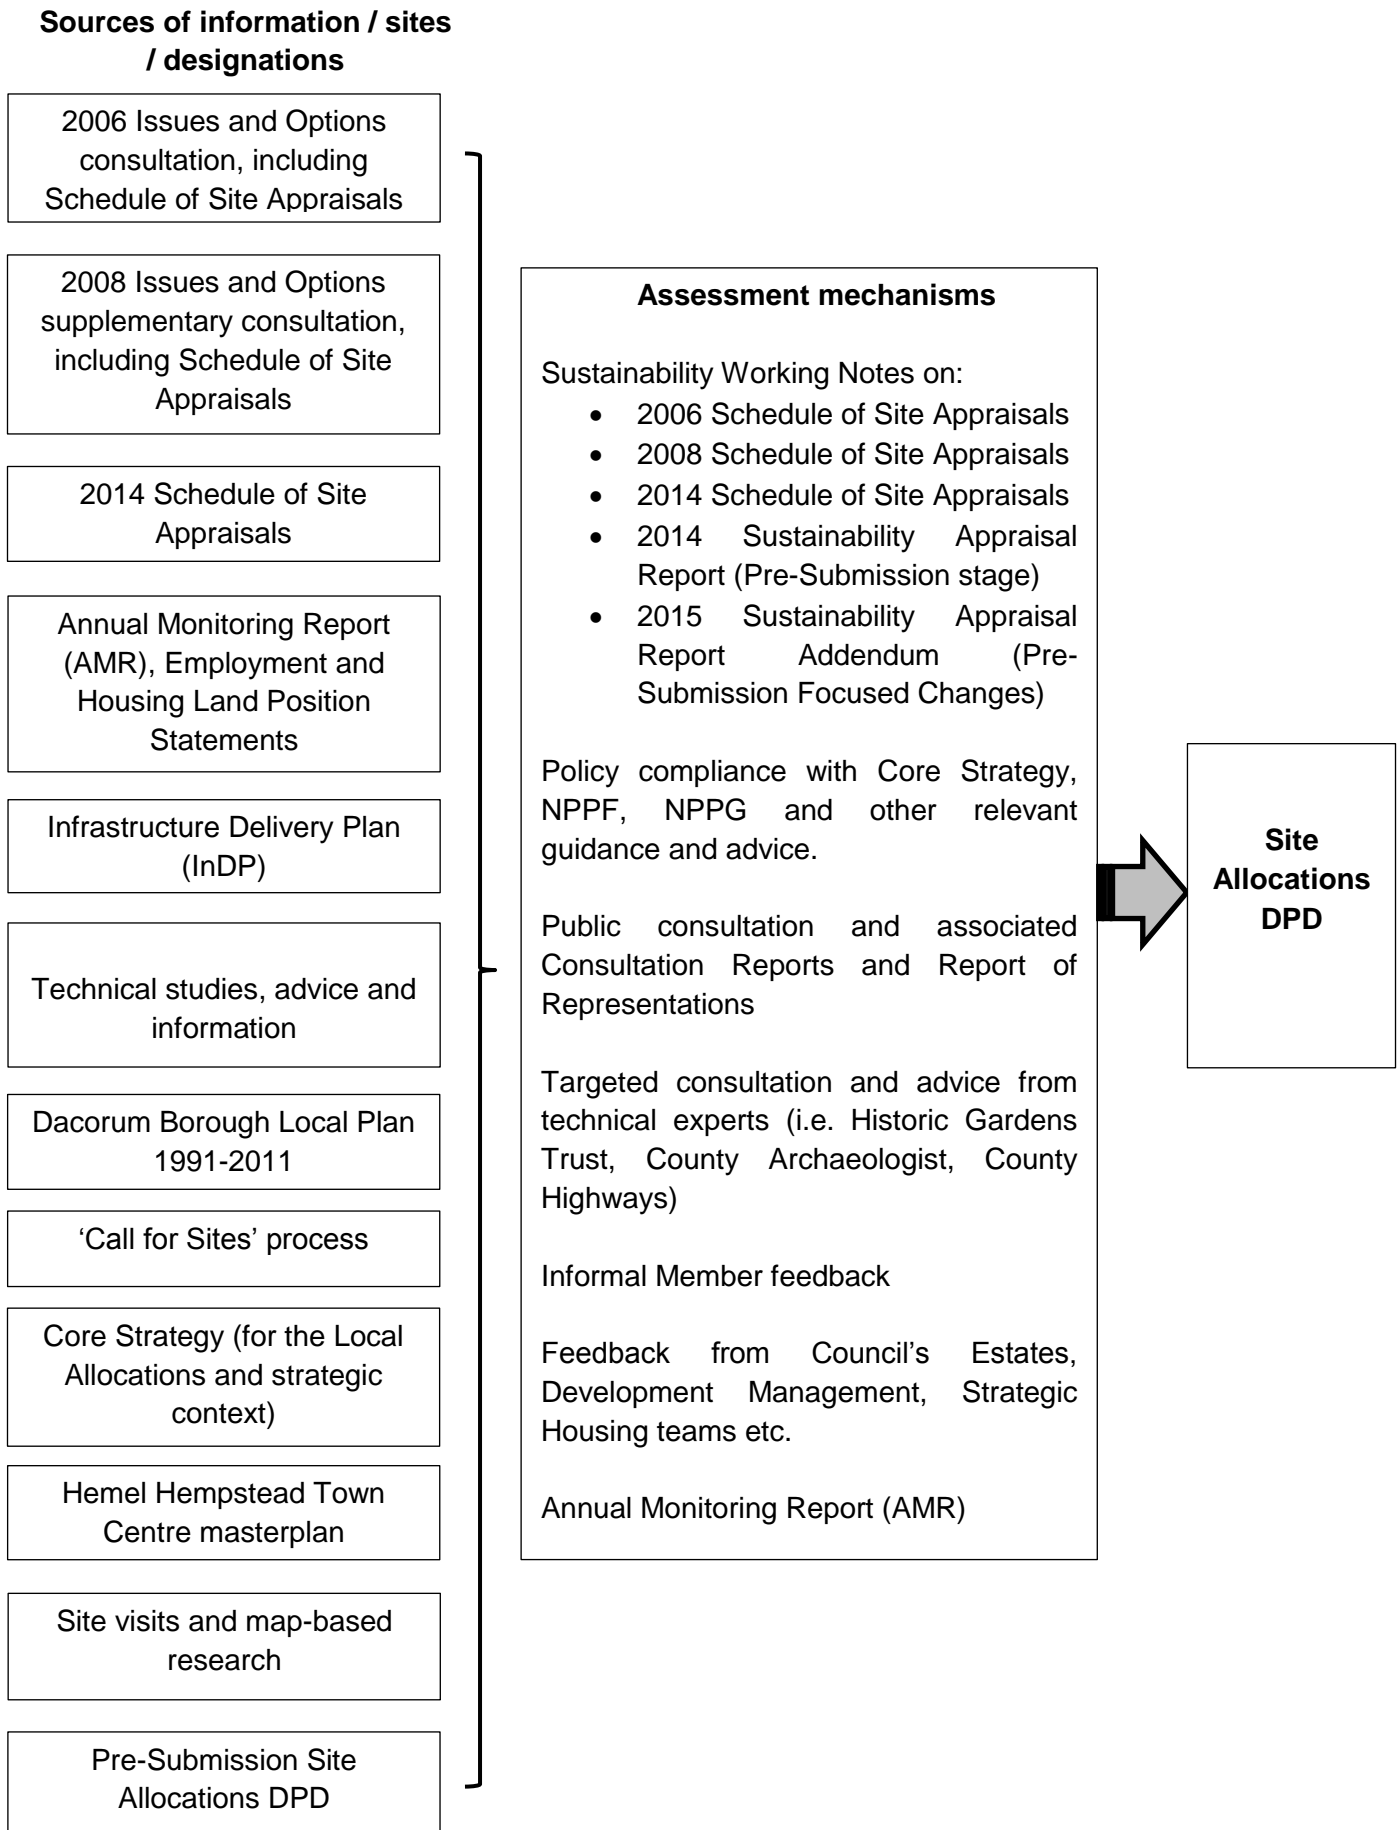 Sources of information / sites
/ designations
2006 Issues and Options
consultation, including
Schedule of Site Appraisals
2008 Issues and Options
supplementary consultation,
including Schedule of Site
Appraisals
2014 Schedule of Site
Appraisals
Annual Monitoring Report
(AMR), Employment and
Housing Land Position
Statements
Infrastructure Delivery Plan
(InDP)
Technical studies, advice and
information
Dacorum Borough Local Plan
1991-2011
‘Call for Sites’ process
Core Strategy (for the Local
Allocations and strategic
context)
Hemel Hempstead Town
Centre masterplan
Site visits and map-based
research
Pre-Submission Site
Allocations DPD
Assessment mechanisms
Sustainability Working Notes on:
• 2006 Schedule of Site Appraisals
• 2008 Schedule of Site Appraisals
• 2014 Schedule of Site Appraisals
• 2014 Sustainability Appraisal
Report (Pre-Submission stage)
• 2015 Sustainability Appraisal
Report Addendum (Pre-
Submission Focused Changes)
Policy compliance with Core Strategy,
NPPF, NPPG and other relevant
guidance and advice.
Public consultation and associated
Consultation Reports and Report of
Representations
Targeted consultation and advice from
technical experts (i.e. Historic Gardens
Trust, County Archaeologist, County
Highways)
Informal Member feedback
Feedback from Council’s Estates,
Development Management, Strategic
Housing teams etc.
Annual Monitoring Report (AMR)
Site
Allocations
DPD